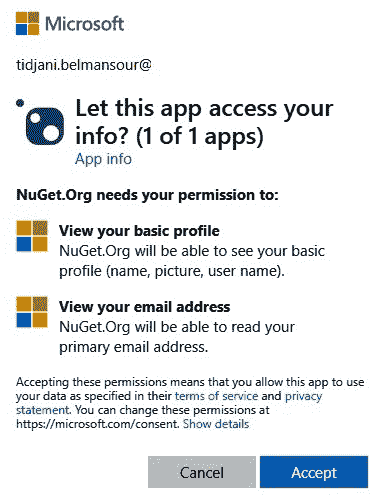 Microsoft
tidjani.belmansour@
Let this app access your
info? (1 of 1 apps)
App info
NuGet.Org needs your permission to:
View your basic profile
NuGet.Org will be able to see your basic
profile (name, picture, user name).
View your email address
NuGet.Org will be able to read your
primary email address.
Accepting these permissions means that you allow this app to use
your data as specified in their terms of service and privacy
statement. You can change these permissions at
https://microsoft.com/consent. Show details
Cancel
Accept